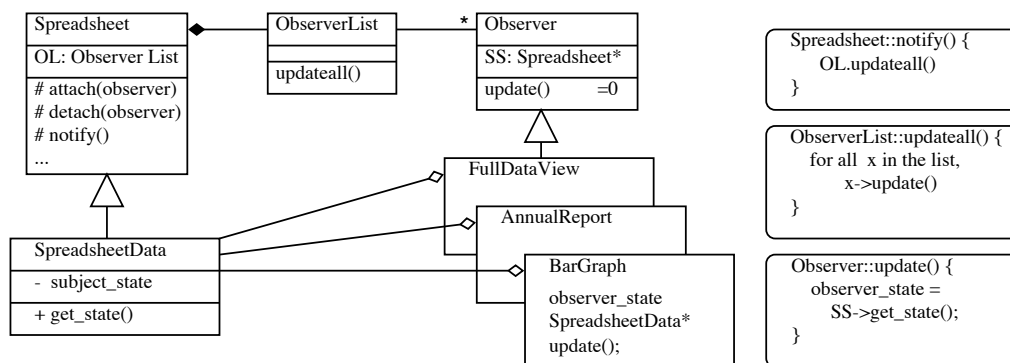 Spreadsheet
OL: Observer List
# attach(observer)
# detach(observer)
# notify()
...
ObserverList
updateall()
*
Observer
SS: Spreadsheet*
update() =0
FullDataView
AnnualReport
BarGraph
observer_state
SpreadsheetData*
update();
SpreadsheetData
- subject_state
+ get_state()
Spreadsheet::notify() {
OL.updateall()
}
ObserverList::updateall() {
for all x in the list,
x->update()
}
Observer::update() {
observer_state =
SS->get_state();
}